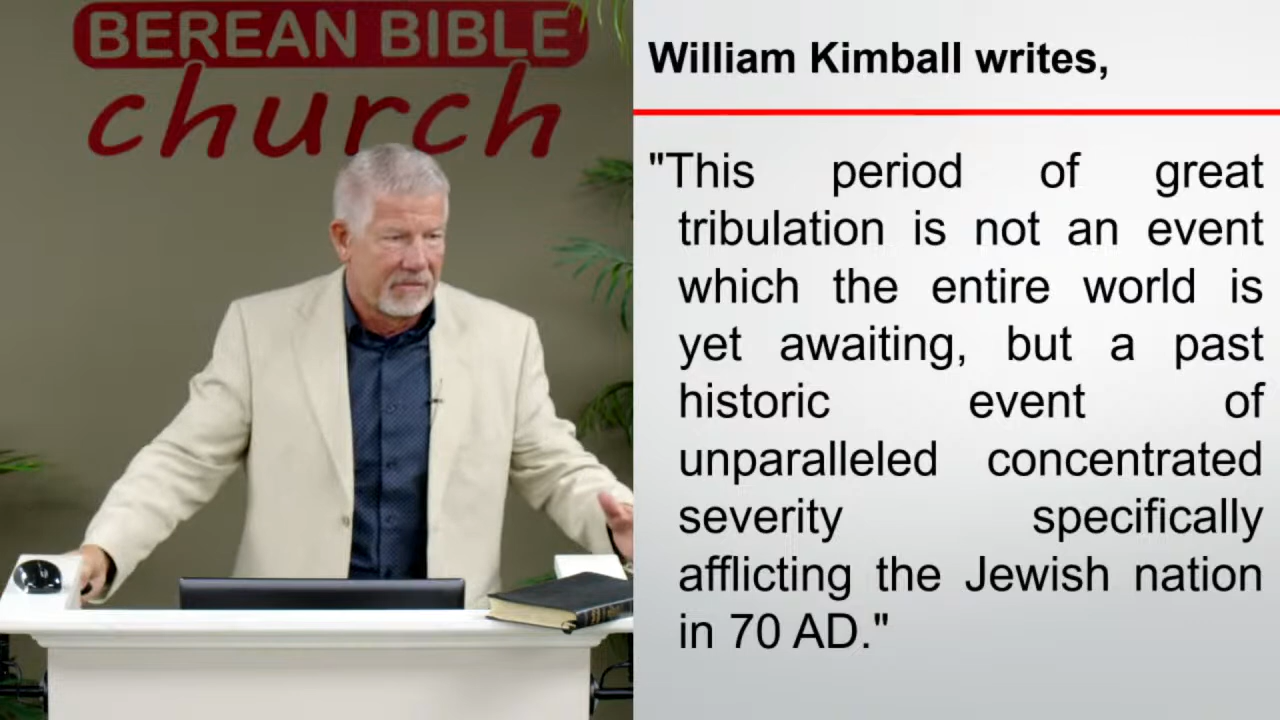 BEREAN BIBLE
church
William Kimball writes,
"This period of great
tribulation is not an event
which the entire world is
yet awaiting, but a past
historic event of
unparalleled concentrated
severity specifically
afflicting the Jewish nation
in 70 AD."